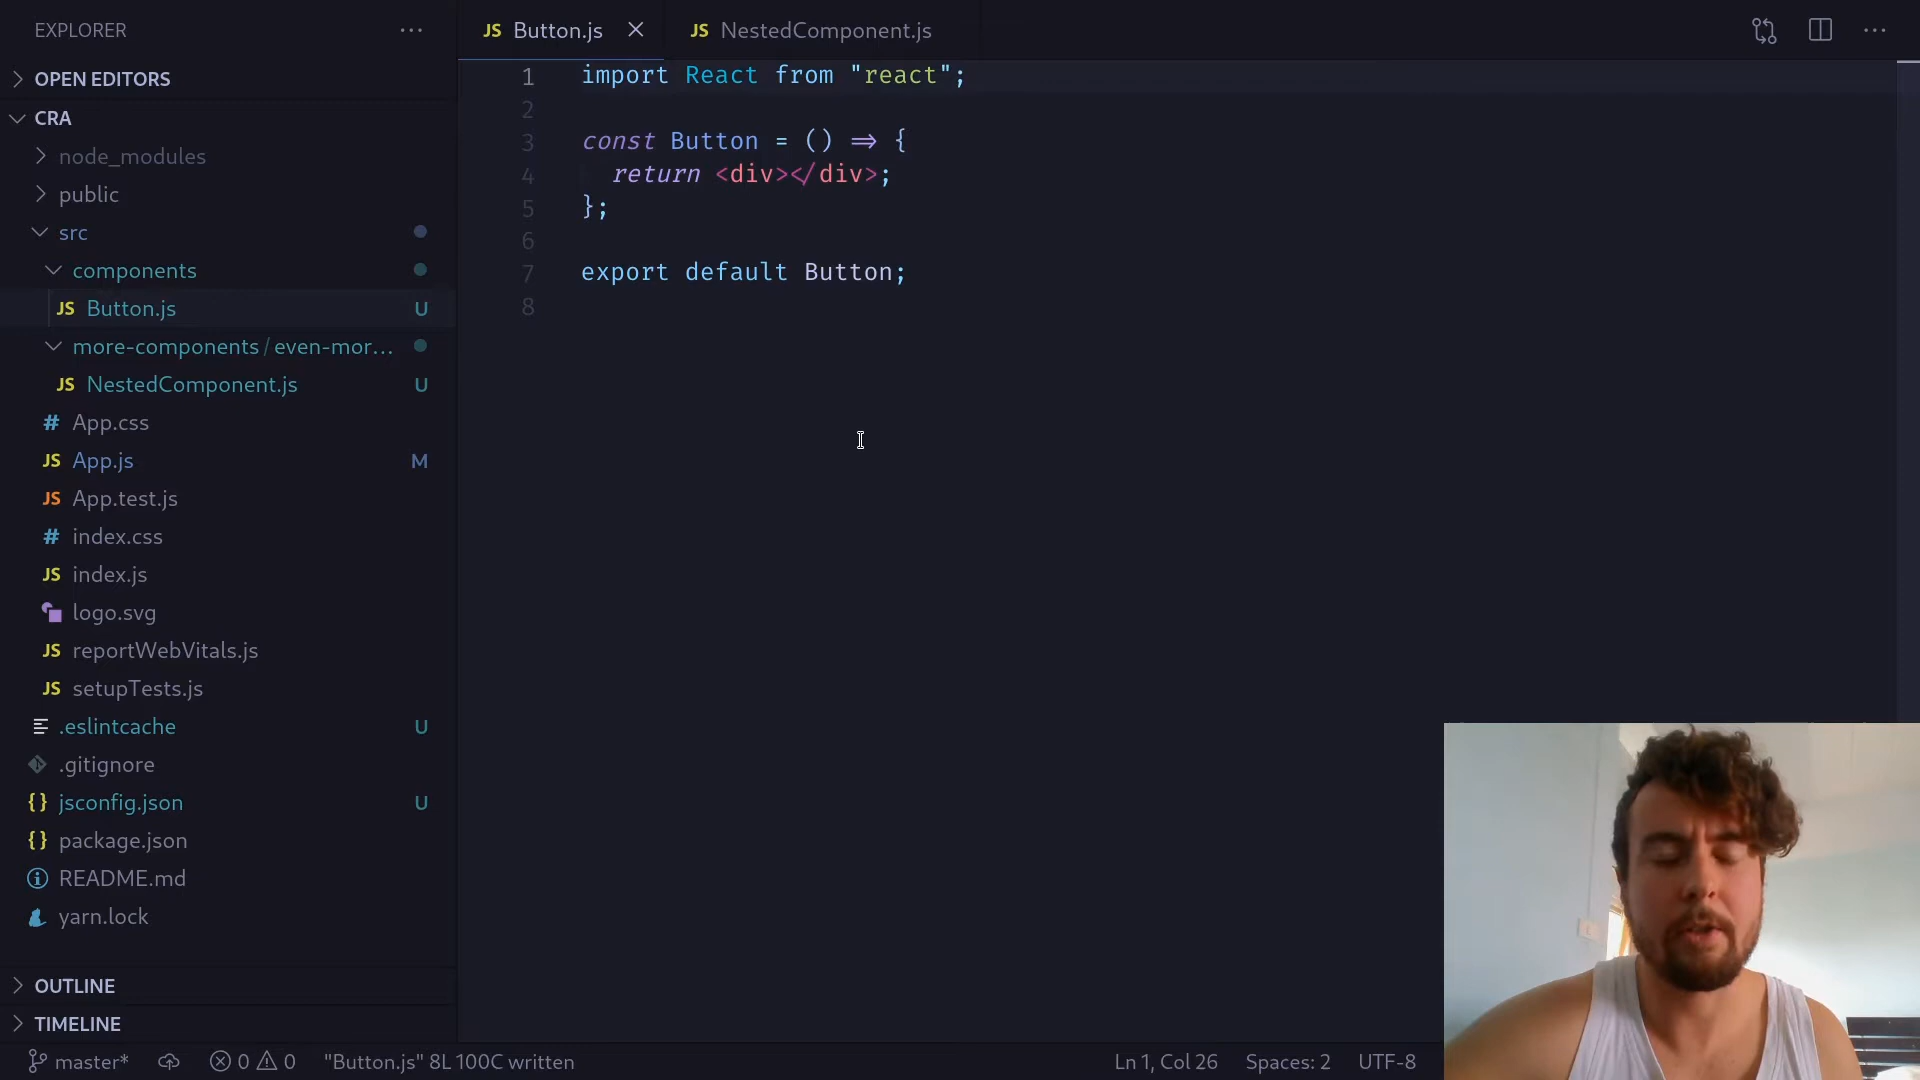 EXPLORER
OPEN EDITORS
CRA
node_modules
public
src
components
JS Button.js U
more-components / even-mor...
JS NestedComponent.js U
# App.css
JS App.js M
JS App.test.js
# index.css
JS index.js
logo.svg
JS reportWebVitals.js
JS setupTests.js
.eslintcache U
.gitignore
{} jsconfig.json U
{} package.json
README.md
yarn.lock
OUTLINE
TIMELINE
JS Button.js
JS NestedComponent.js
1 import React from "react";
2
3 const Button = () => {
4 return <div></div>;
5 };
6
7 export default Button;
8
master* 0 0 "Button.js" 8L 100C written Ln 1, Col 26 Spaces: 2 UTF-8